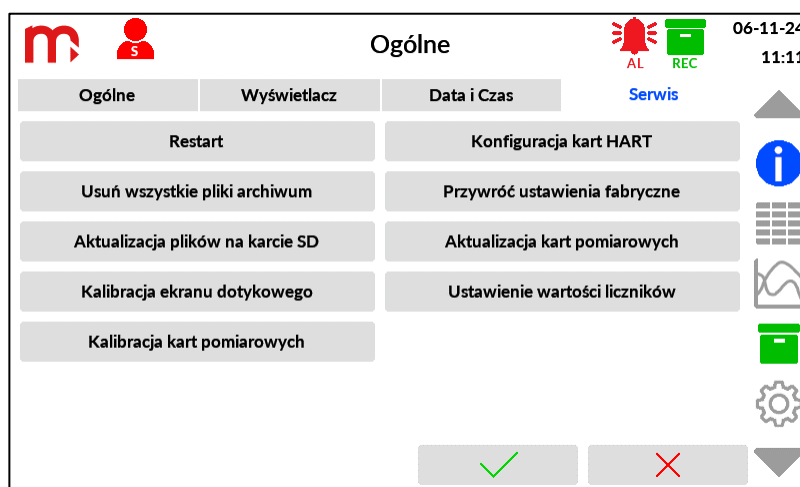 m
S
Ogólne
AL
REC
06-11-24
11:11
Ogólne
Wyświetlacz
Data i Czas
Serwis
Restart
Konfiguracja kart HART
Usuń wszystkie pliki archiwum
Przywróć ustawienia fabryczne
Aktualizacja plików na karcie SD
Aktualizacja kart pomiarowych
Kalibracja ekranu dotykowego
Ustawienie wartości liczników
Kalibracja kart pomiarowych